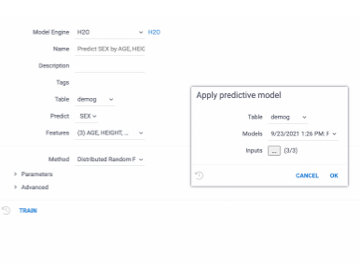 Model Engine H2O H2O
Name Predict SEX by AGE, HEIG
Description
Tags
Table demog
Predict SEX
Features (3) AGE, HEIGHT, ..
Method Distributed Random F
Parameters
Advanced
TRAIN
Apply predictive model
Table demog
Models 9/23/2021 1:26 PM: F
Inputs ... (3/3)
CANCEL OK